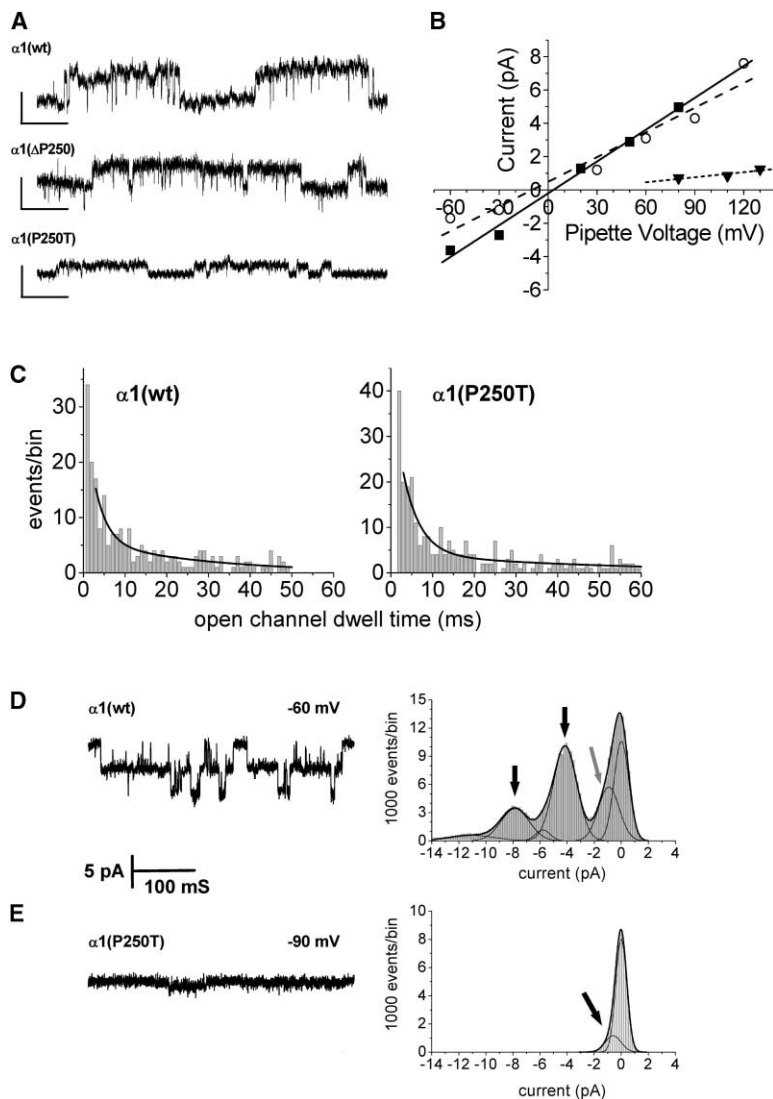 A
α1(wt)
α1(ΔP250)
α1(P250T)
B
Current (pA)
8
6
4
2
0
-2
-4
-6
-60 -30 0 30 60 90 120
Pipette Voltage (mV)
C
α1(wt)
α1(P250T)
events/bin
30
20
10
0
0 10 20 30 40 50 60
40
30
20
10
0
0 10 20 30 40 50 60
open channel dwell time (ms)
D
α1(wt) -60 mV
5 pA
100 mS
1000 events/bin
15
12
9
6
3
0
-14 -12 -10 -8 -6 -4 -2 0 2 4
current (pA)
E
α1(P250T) -90 mV
1000 events/bin
10
8
6
4
2
0
-14 -12 -10 -8 -6 -4 -2 0 2 4
current (pA)